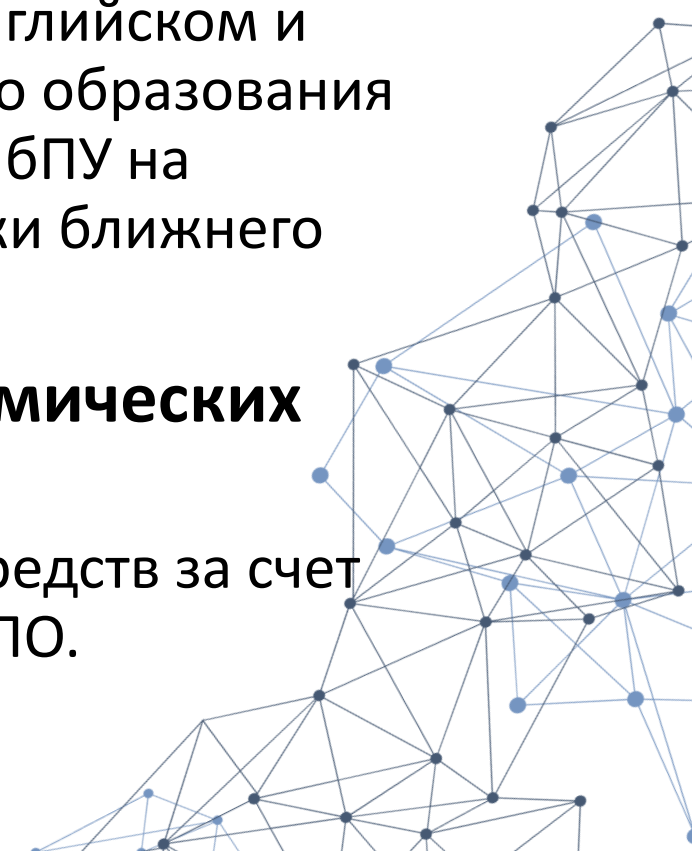 глийском и
о образования
бПУ на
ки ближнего
мических
редств за счет
ПО.